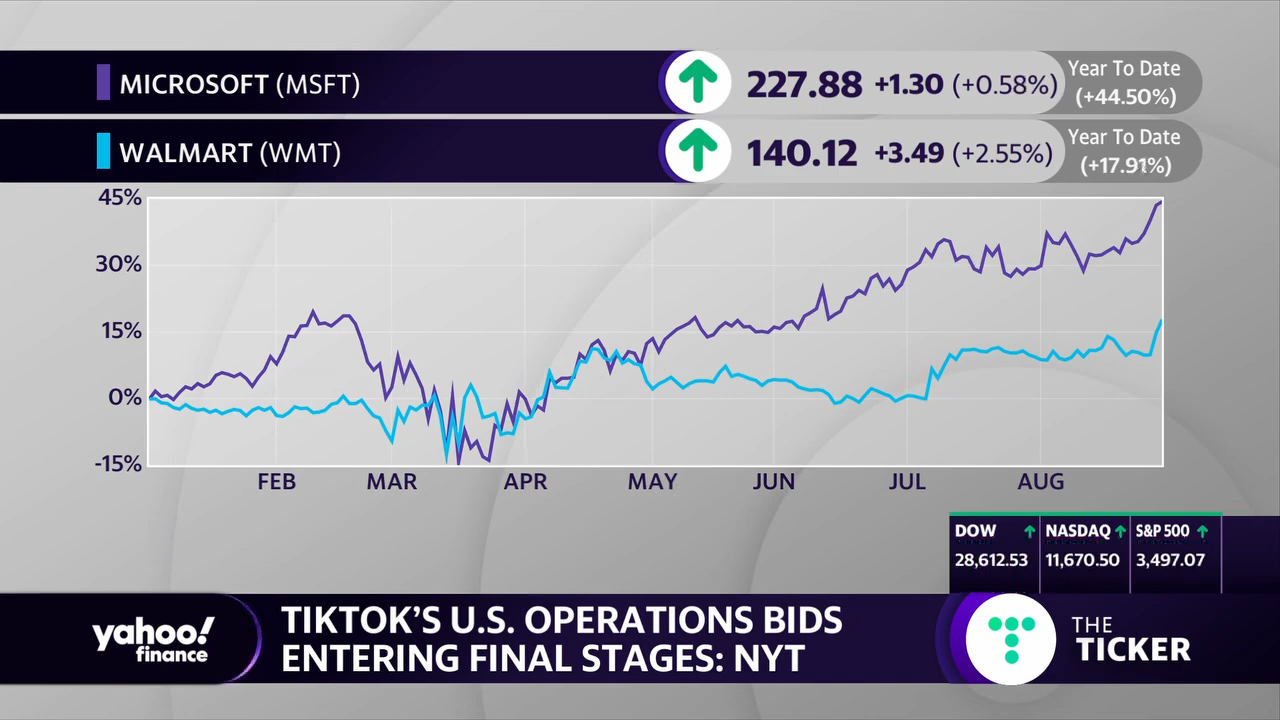 MICROSOFT (MSFT) 227.88 +1.30 (+0.58%) Year To Date
(+44.50%)
WALMART (WMT) 140.12 +3.49 (+2.55%) Year To Date
(+17.91%)
45%
30%
15%
0%
-15%
FEB MAR APR MAY JUN JUL AUG
DOW NASDAQ S&P 500
28,612.53 11,670.50 3,497.07
yahoo!
finance
TIKTOK'S U.S. OPERATIONS BIDS
ENTERING FINAL STAGES: NYT
THE
TICKER